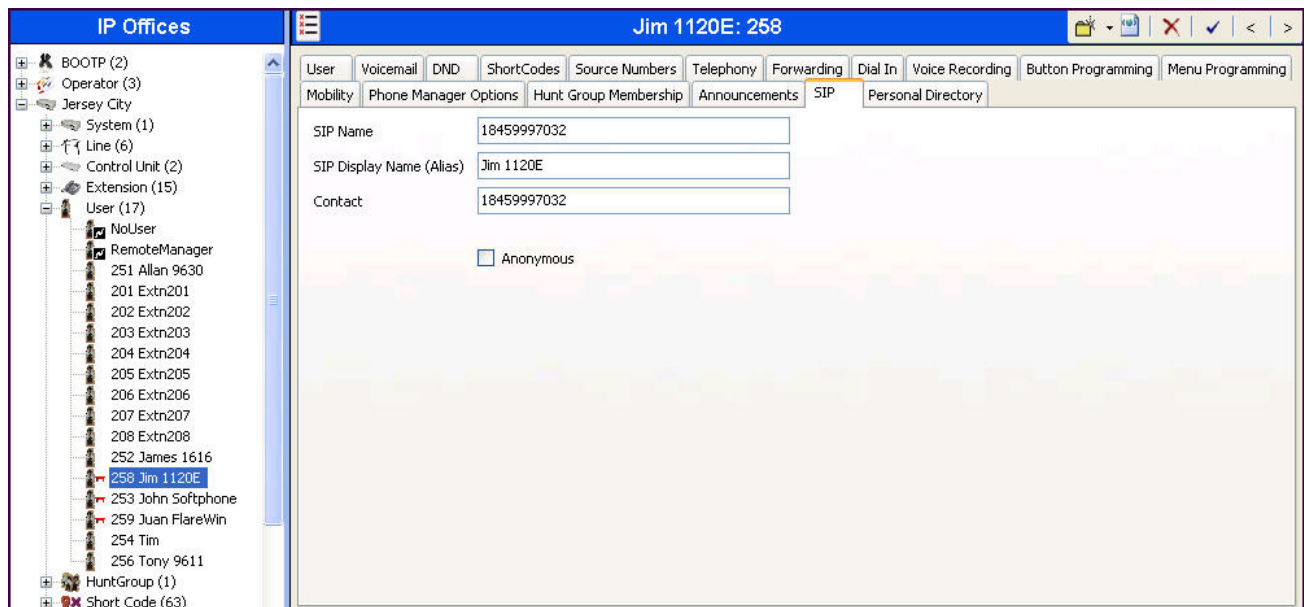 IP Offices
BOOTP (2)
Operator (3)
Jersey City
System (1)
Line (6)
Control Unit (2)
Extension (15)
User (17)
NoUser
RemoteManager
251 Allan 9630
201 Extn201
202 Extn202
203 Extn203
204 Extn204
205 Extn205
206 Extn206
207 Extn207
208 Extn208
252 James 1616
258 Jim 1120E
253 John Softphone
259 Juan FlareWin
254 Tim
256 Tony 9611
HuntGroup (1)
Short Code (63)
Jim 1120E: 258
User Voicemail DND ShortCodes Source Numbers Telephony Forwarding Dial In Voice Recording Button Programming Menu Programming
Mobility Phone Manager Options Hunt Group Membership Announcements SIP Personal Directory
SIP Name 18459997032
SIP Display Name (Alias) Jim 1120E
Contact 18459997032
Anonymous